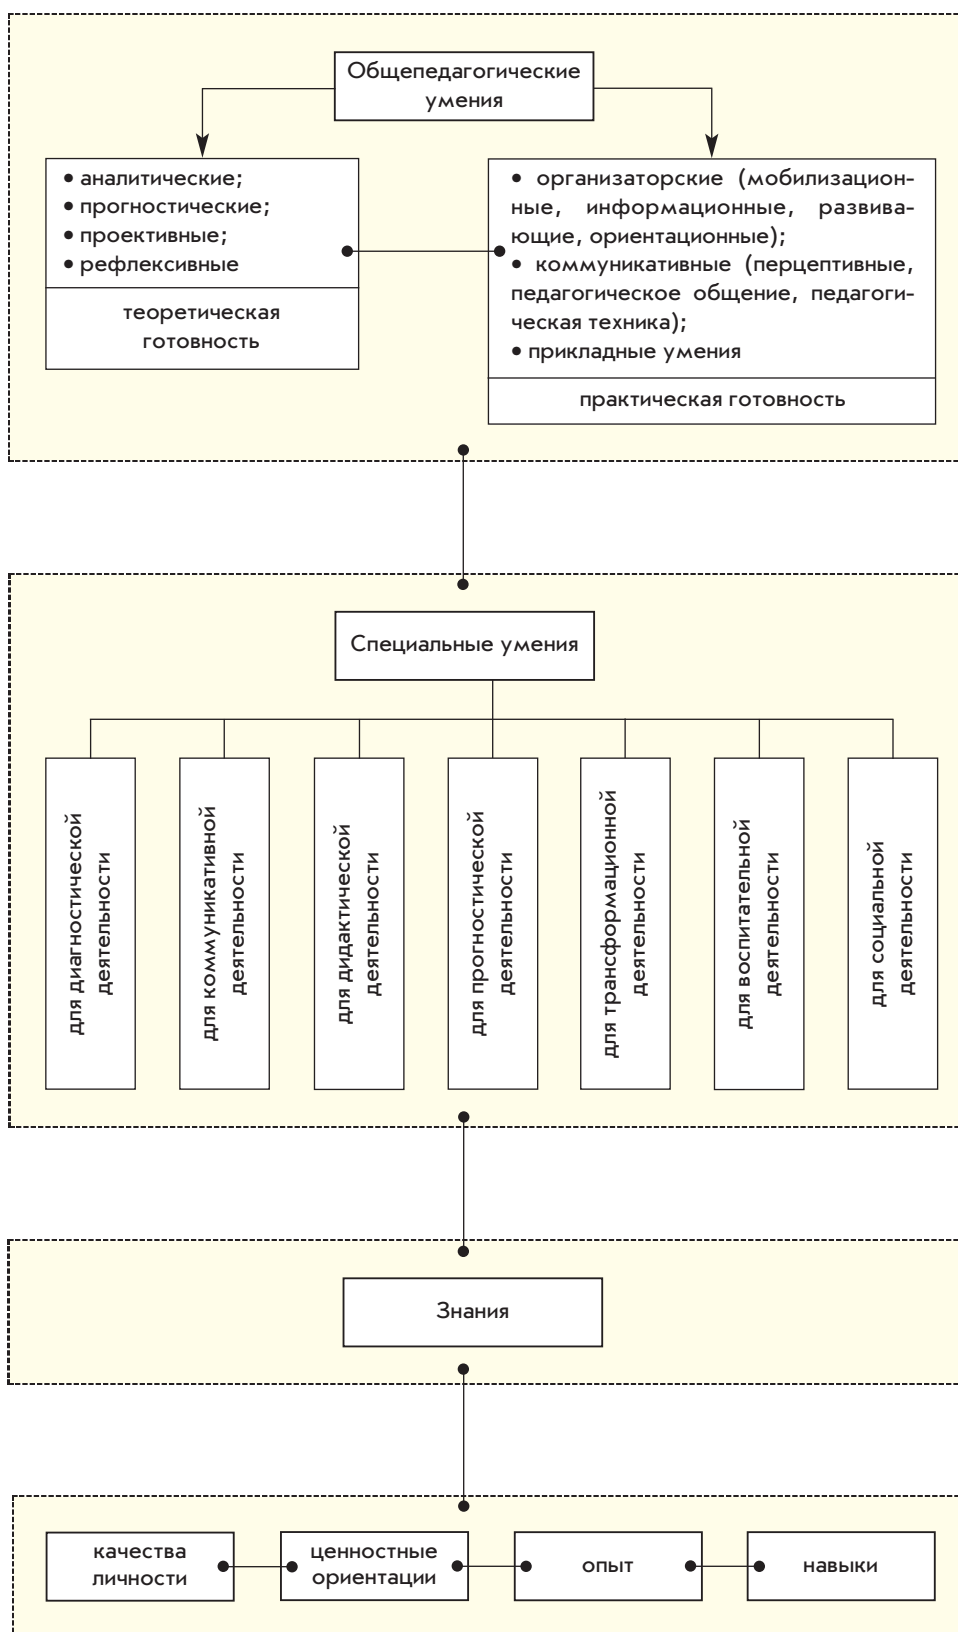 Общепедагогические
умения
• аналитические;
• прогностические;
• проективные;
• рефлексивные
теоретическая
готовность
• организаторские (мобилизацион-
ные, информационные, развива-
ющие, ориентационные);
• коммуникативные (перцептивные,
педагогическое общение, педагоги-
ческая техника);
• прикладные умения
практическая готовность
Специальные умения
для диагностической
деятельности
для коммуникативной
деятельности
для дидактической
деятельности
для прогностической
деятельности
для трансформационной
деятельности
для воспитательной
деятельности
для социальной
деятельности
Знания
качества
личности
ценностные
ориентации
опыт
навыки